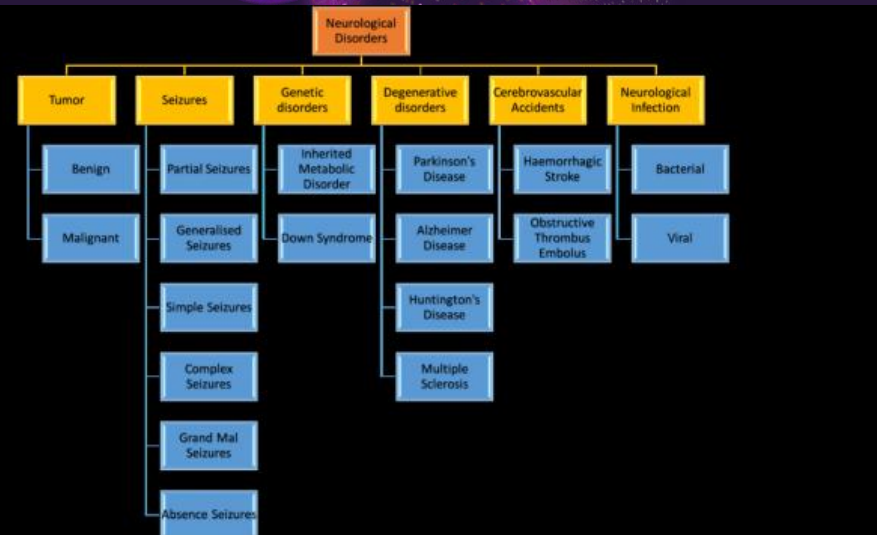 Neurological
Disorders
Tumor
Seizures
Genetic
disorders
Degenerative
disorders
Cerebrovascular
Accidents
Neurological
Infection
Benign
Malignant
Partial Seizures
Generalised
Seizures
Simple Seizures
Complex
Seizures
Grand Mal
Seizures
Absence Seizures
Inherited
Metabolic
Disorder
Down Syndrome
Parkinson's
Disease
Alzheimer
Disease
Huntington's
Disease
Multiple
Sclerosis
Haemorrhagic
Stroke
Obstructive
Thrombus
Embolus
Bacterial
Viral